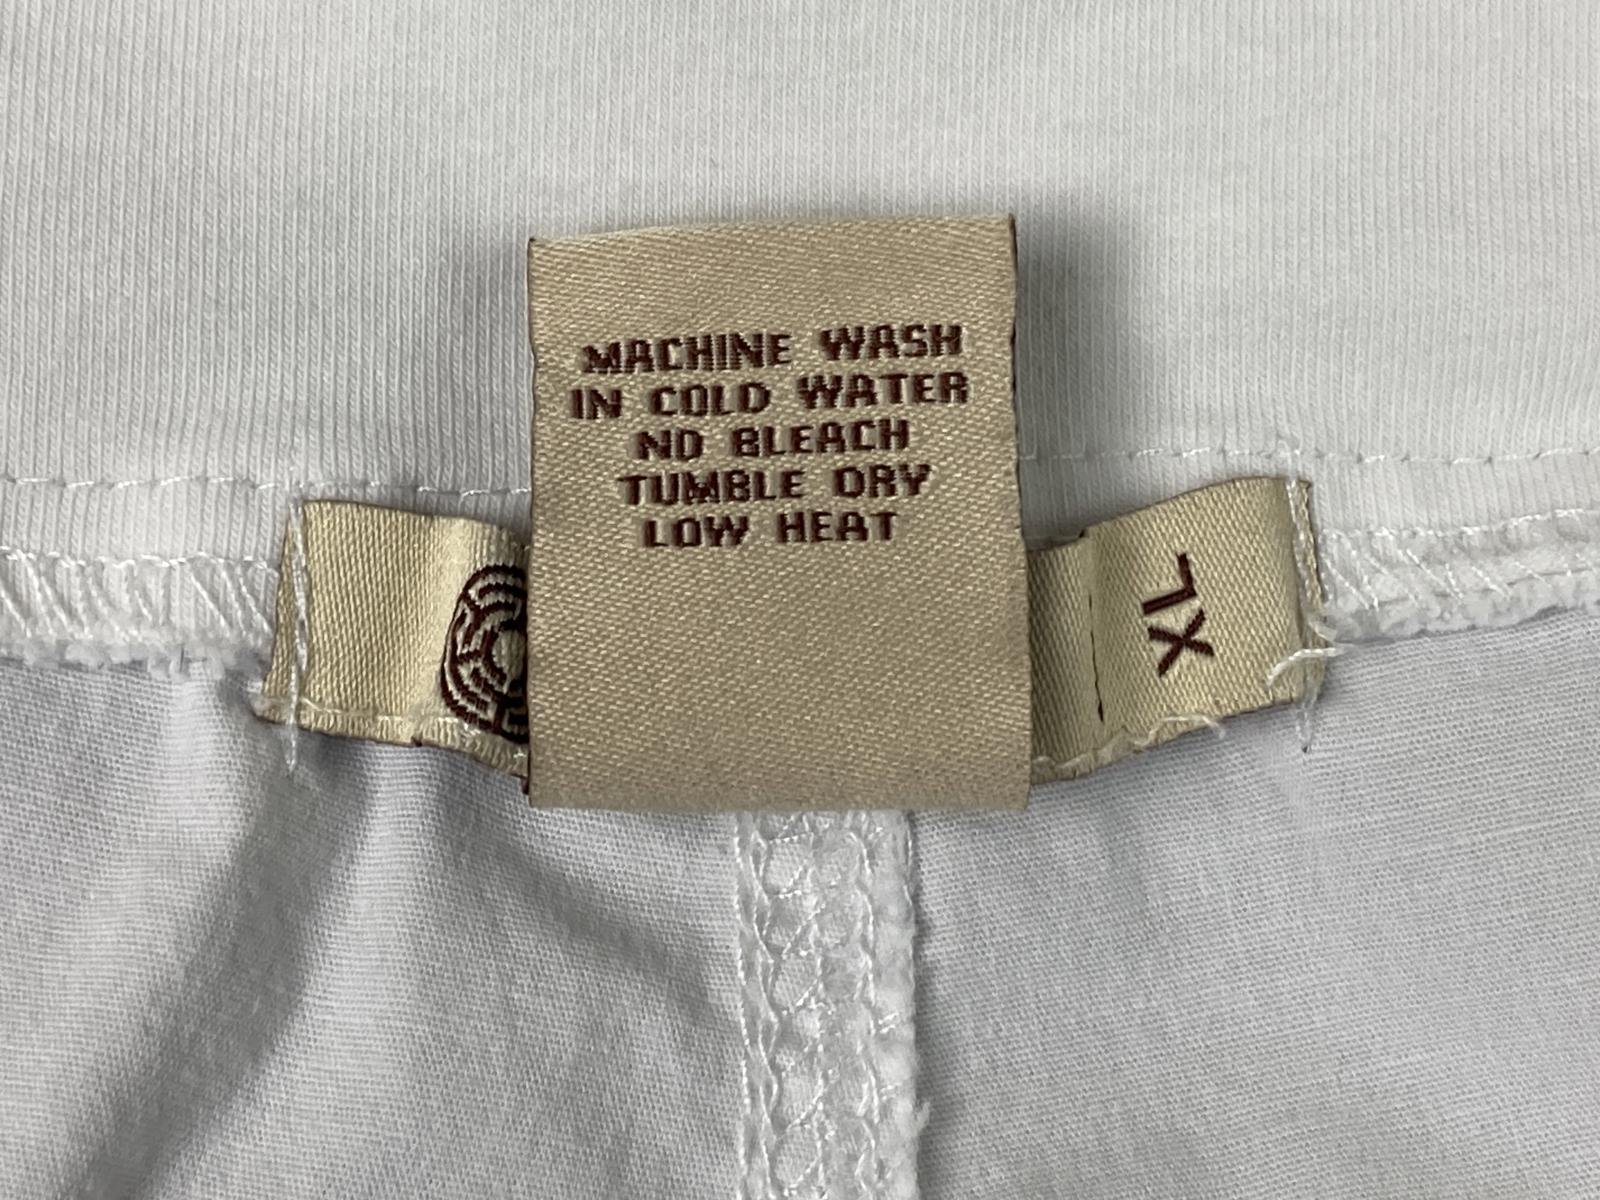 MACHINE WASH
IN COLD WATER
NO BLEACH
TUMBLE DRY
LOW HEAT
XL